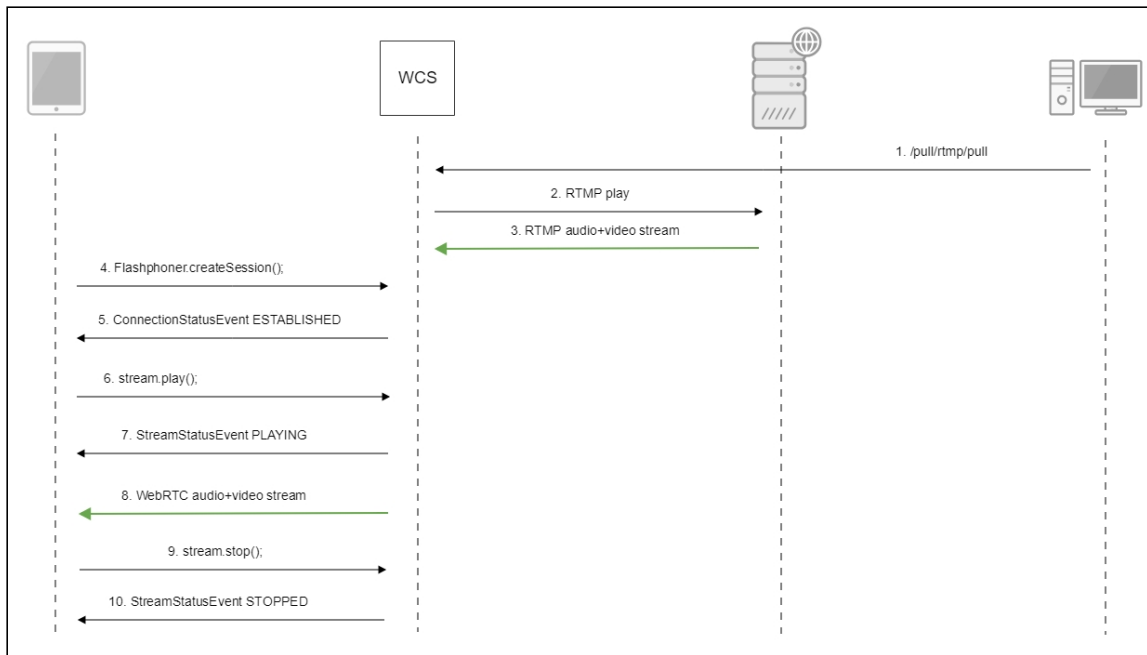 WCS
1. /pull/rtmp/pull
2. RTMP play
3. RTMP audio+video stream
4. Flashphoner.createSession();
5. ConnectionStatusEvent ESTABLISHED
6. stream.play();
7. StreamStatusEvent PLAYING
8. WebRTC audio+video stream
9. stream.stop();
10. StreamStatusEvent STOPPED